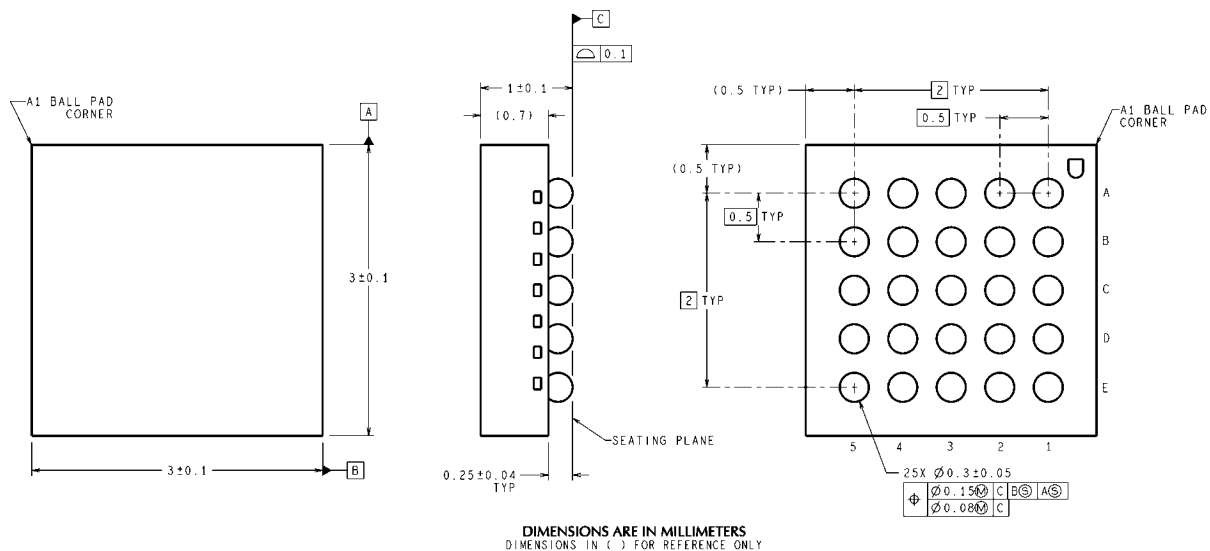 C
0.1
1±0.1
(0.7)
A1 BALL PAD
CORNER
A
3±0.1
3±0.1
B
0.25±0.04
TYP
SEATING PLANE
(0.5 TYP)
2 TYP
0.5 TYP
A1 BALL PAD
CORNER
(0.5 TYP)
0.5 TYP
2 TYP
A
B
C
D
E
5 4 3 2 1
25X Ø0.3±0.05
⌖ Ø0.15Ⓜ C BⓈ AⓈ
Ø0.08Ⓜ C
DIMENSIONS ARE IN MILLIMETERS
DIMENSIONS IN ( ) FOR REFERENCE ONLY